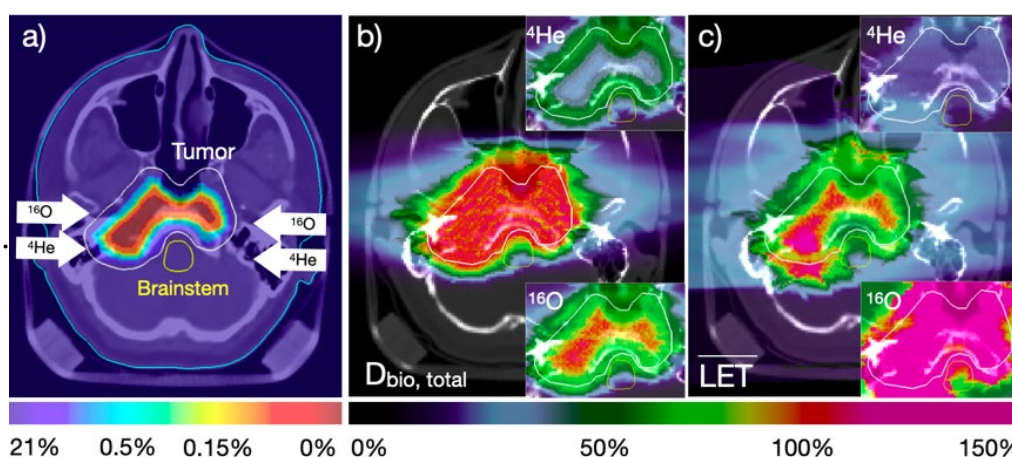 a)
Tumor
¹⁶O
⁴He
¹⁶O
⁴He
Brainstem
21% 0.5% 0.15% 0%
b)
⁴He
D_bio, total
¹⁶O
c)
⁴He
LET
¹⁶O
0% 50% 100% 150%